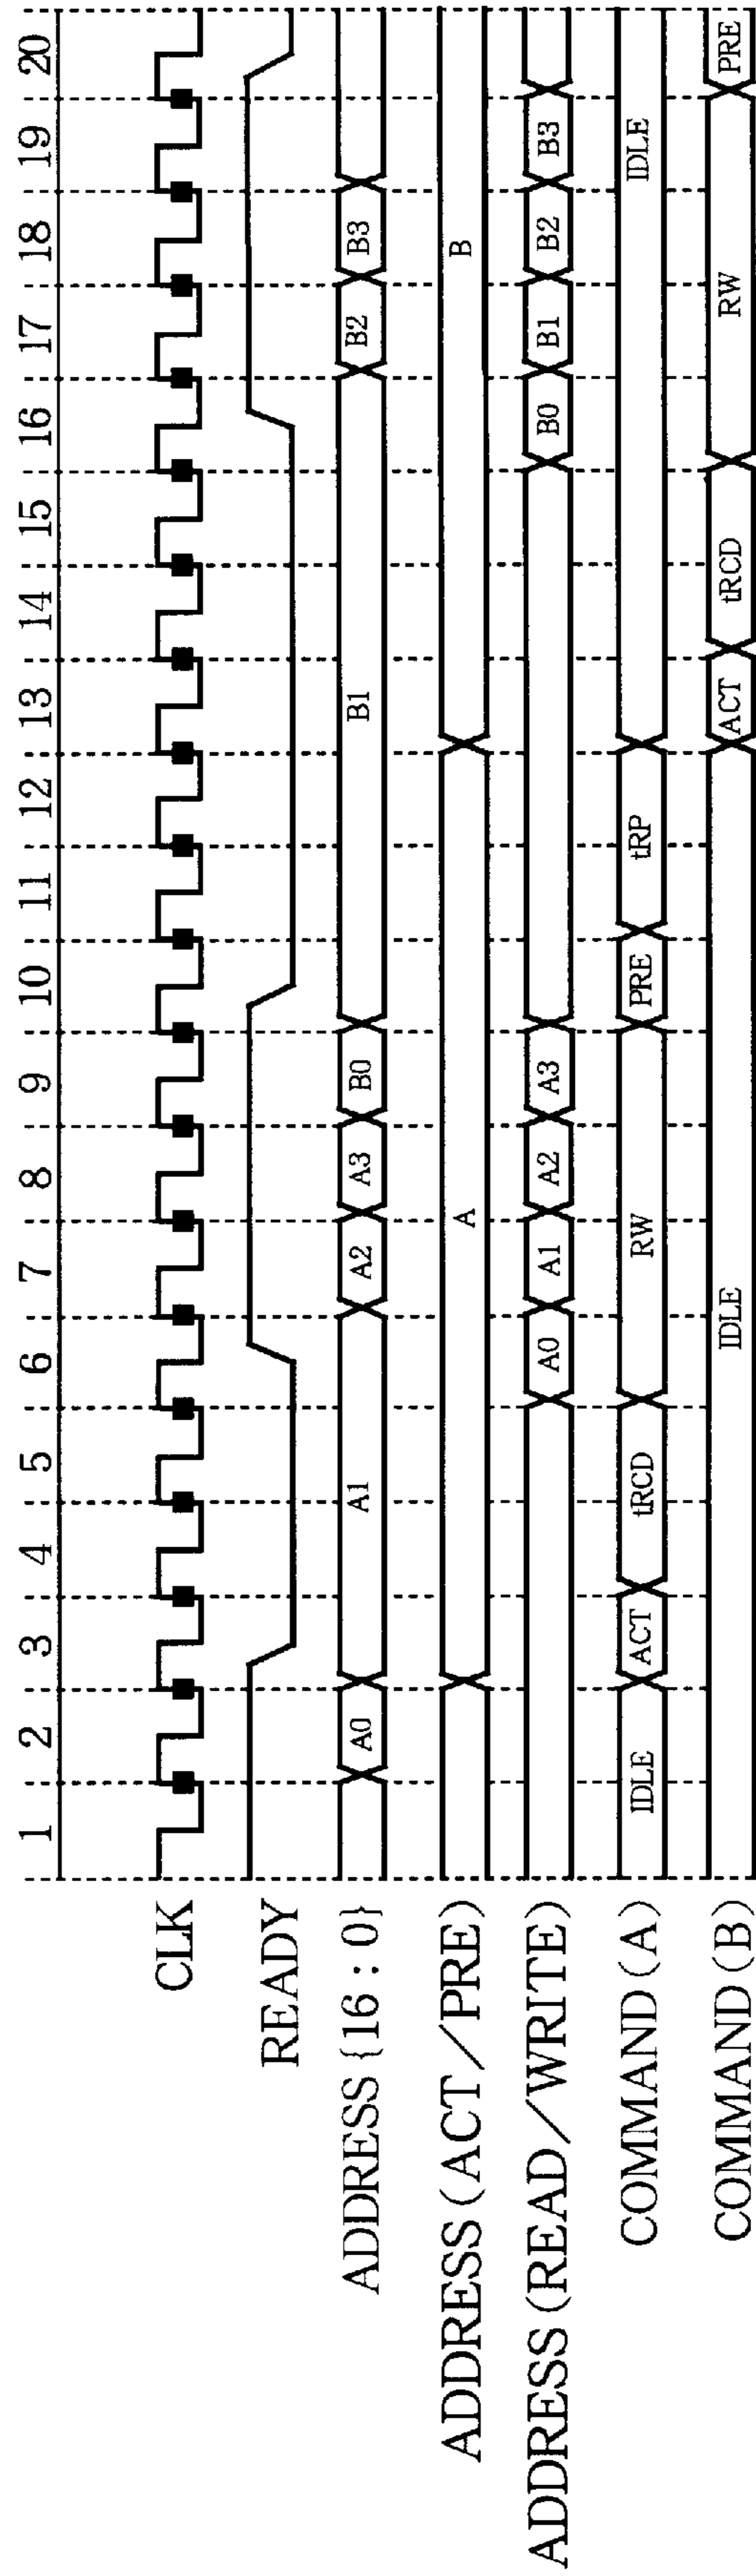 1 2 3 4 5 6 7 8 9 10 11 12 13 14 15 16 17 18 19 20
CLK
READY
ADDRESS {16 : 0} A0 A1 A2 A3 B0 B1 B2 B3
ADDRESS (ACT/PRE) A B
ADDRESS (READ/WRITE) A0 A1 A2 A3 B0 B1 B2 B3
COMMAND (A) IDLE ACT tRCD RW PRE tRP IDLE
COMMAND (B) IDLE ACT tRCD RW PRE